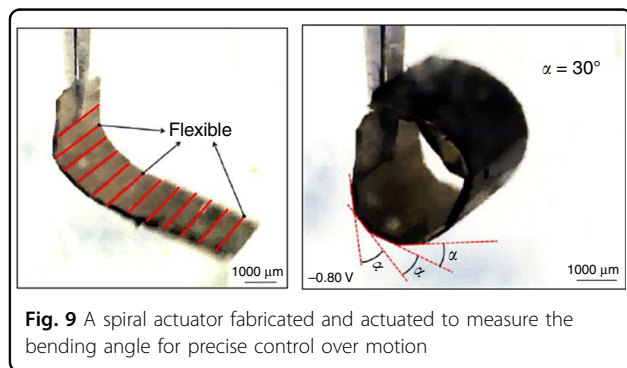 Flexible
1000 μm
α = 30°
α
α
α
–0.80 V
1000 μm
Fig. 9 A spiral actuator fabricated and actuated to measure the
bending angle for precise control over motion